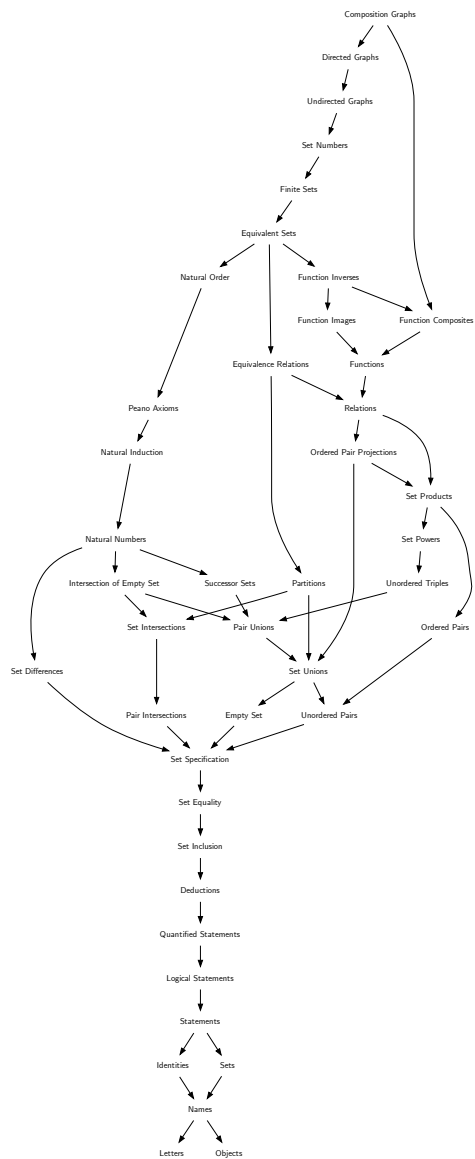 Composition Graphs
Directed Graphs
Undirected Graphs
Set Numbers
Finite Sets
Equivalent Sets
Natural Order
Function Inverses
Function Images
Function Composites
Equivalence Relations
Functions
Peano Axioms
Relations
Natural Induction
Ordered Pair Projections
Set Products
Natural Numbers
Set Powers
Intersection of Empty Set
Successor Sets
Partitions
Unordered Triples
Set Intersections
Pair Unions
Ordered Pairs
Set Differences
Set Unions
Pair Intersections
Empty Set
Unordered Pairs
Set Specification
Set Equality
Set Inclusion
Deductions
Quantified Statements
Logical Statements
Statements
Identities
Sets
Names
Letters
Objects